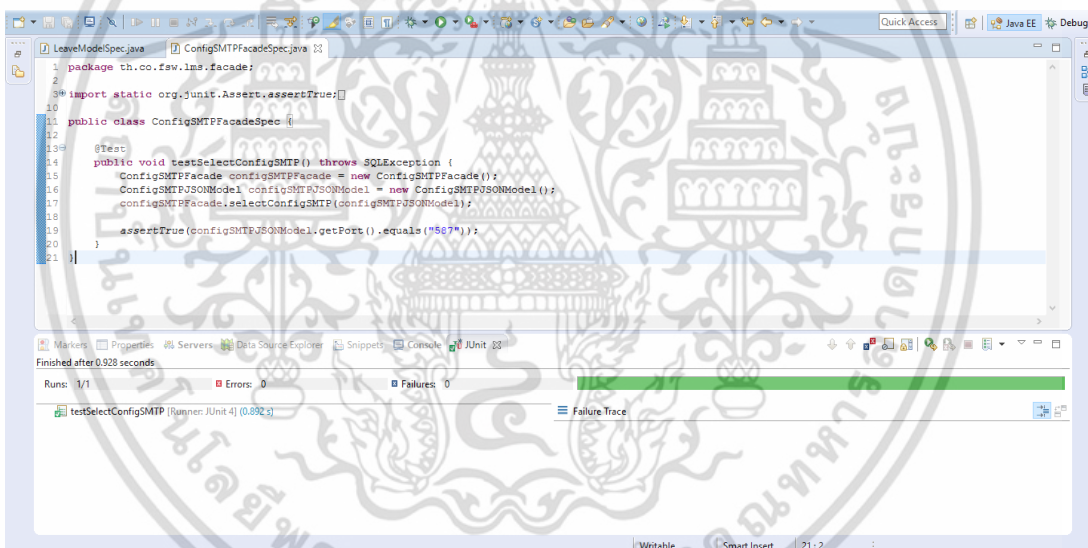 Quick Access
Java EE
Debug
LeaveModelSpec.java
ConfigSMTPFacadeSpec.java
1 package th.co.fsw.lms.facade;
2
3 import static org.junit.Assert.assertTrue;
10
11 public class ConfigSMTPFacadeSpec {
12
13 @Test
14 public void testSelectConfigSMTP() throws SQLException {
15 ConfigSMTPFacade configSMTPFacade = new ConfigSMTPFacade();
16 ConfigSMTPJSONModel configSMTPJSONModel = new ConfigSMTPJSONModel();
17 configSMTPFacade.selectConfigSMTP(configSMTPJSONModel);
18
19 assertTrue(configSMTPJSONModel.getPort().equals("587"));
20 }
21 }
Markers Properties Servers Data Source Explorer Snippets Console JUnit
Finished after 0.928 seconds
Runs: 1/1 Errors: 0 Failures: 0
testSelectConfigSMTP [Runner: JUnit 4] (0.892 s)
Failure Trace
Writable Smart Insert 21 : 2